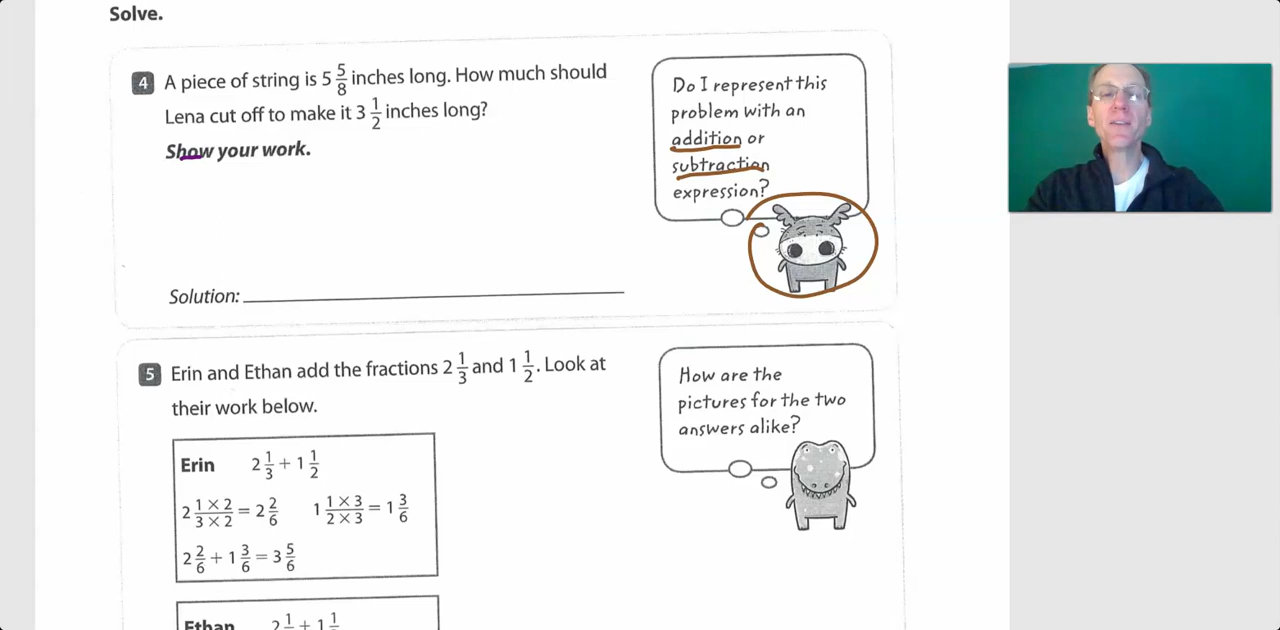 Solve.
4 A piece of string is 5 5/8 inches long. How much should
Lena cut off to make it 3 1/2 inches long?
Show your work.
Solution:
Do I represent this
problem with an
addition or
subtraction
expression?
5 Erin and Ethan add the fractions 2 1/3 and 1 1/2. Look at
their work below.
Erin 2 1/3 + 1 1/2
2 1 × 2/3 × 2 = 2 2/6 1 1 × 3/2 × 3 = 1 3/6
2 2/6 + 1 3/6 = 3 5/6
How are the
pictures for the two
answers alike?
Ethan